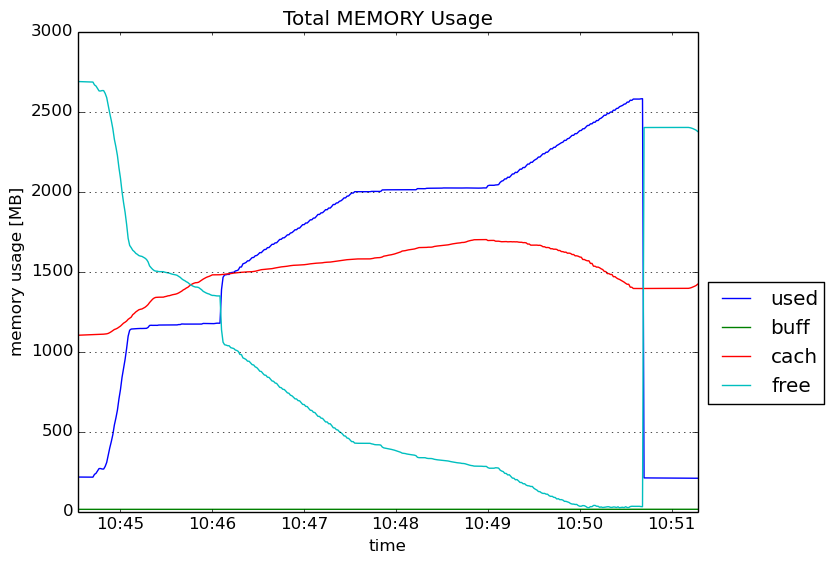 Total MEMORY Usage
3000
2500
2000
1500
1000
500
0
memory usage [MB]
10:45 10:46 10:47 10:48 10:49 10:50 10:51
time
used
buff
cach
free